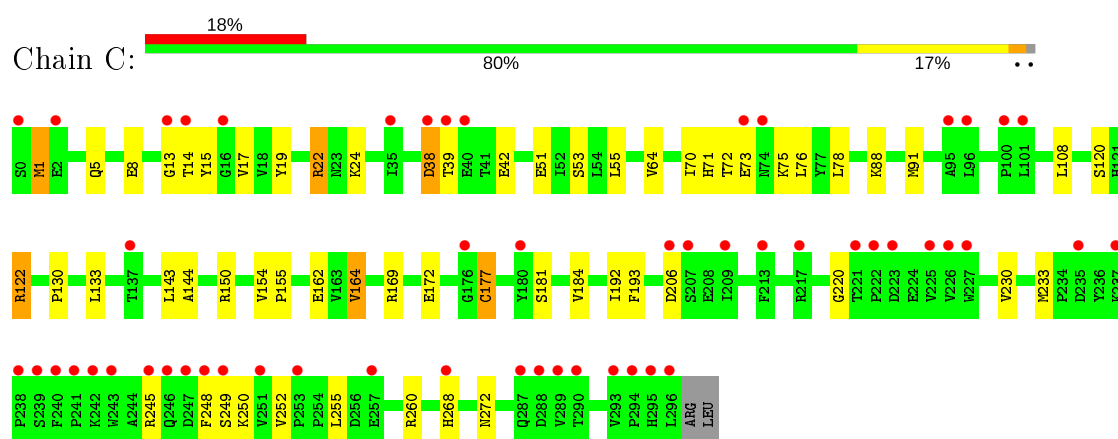 18%
Chain C:
80%
17%
S0 M1 E2 Q5 E8 G13 T14 Y15 G16 V17 V18 Y19 R22 N23 K24 I35 D38 T39 E40 T41 E42 E51 I52 S53 L54 L55 V64 I70 H71 T72 E73 N74 K75 L76 Y77 L78 K88 M91 A95 L96 P100 L101 L108 S120 H121
R122 P130 L133 T137 L143 A144 R150 V154 P155 E162 V163 V164 R169 E172 G176 C177 Y180 S181 V184 I192 F193 D206 S207 E208 I209 F213 R217 G220 T221 P222 D223 E224 V225 V226 W227 V230 M233 P234 D235 Y236 K237
P238 S239 F240 P241 K242 W243 A244 R245 Q246 D247 F248 S249 K250 V251 V252 P253 P254 L255 D256 E257 R260 H268 N272 Q287 D288 V289 T290 V293 P294 H295 L296 ARG LEU